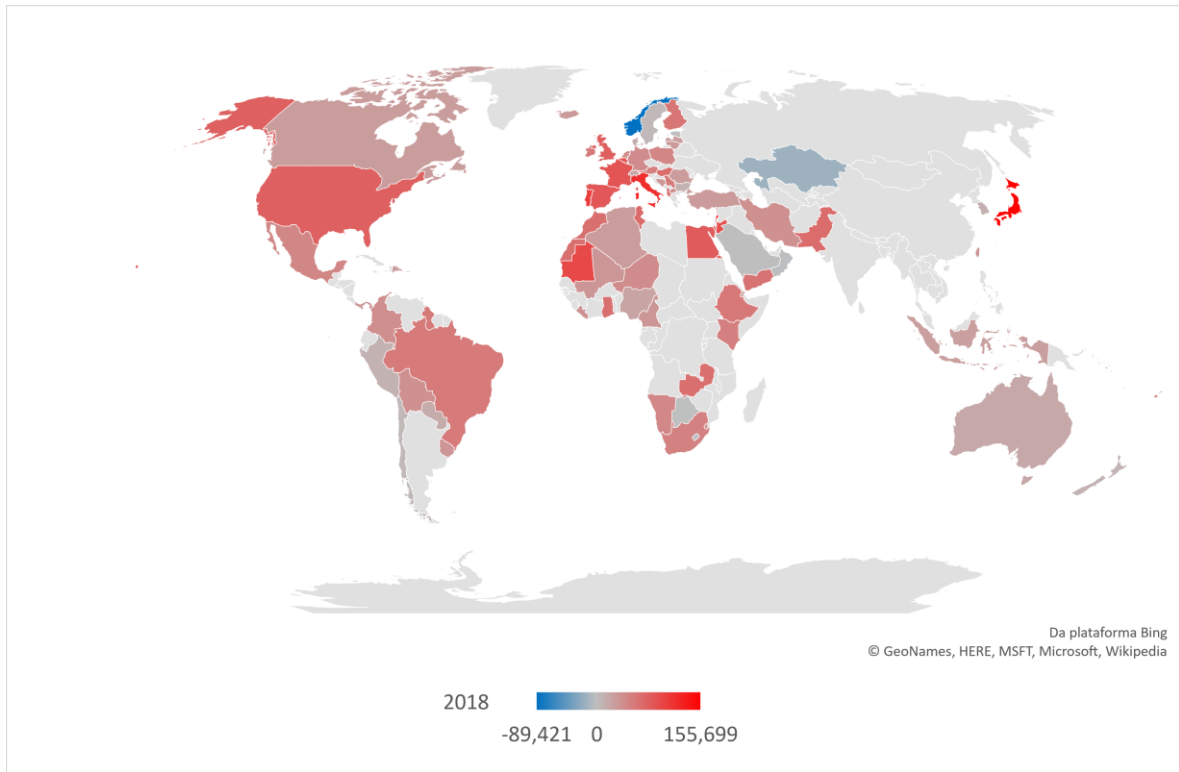 Da plataforma Bing
© GeoNames, HERE, MSFT, Microsoft, Wikipedia
2018
-89,421 0 155,699